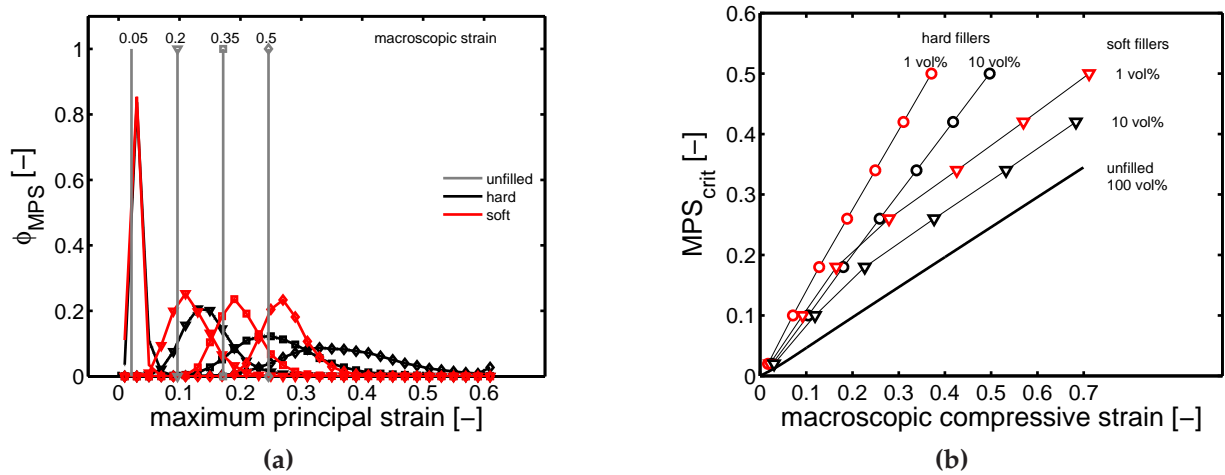 0.05 0.2 0.35 0.5 macroscopic strain
1
0.8
0.6
0.4
0.2
0
ϕMPS [−]
unfilled
hard
soft
0 0.1 0.2 0.3 0.4 0.5 0.6
maximum principal strain [−]
(a)
0.6
0.5
0.4
0.3
0.2
0.1
0
MPScrit [−]
hard fillers
1 vol% 10 vol%
soft fillers
1 vol%
10 vol%
unfilled
100 vol%
0 0.1 0.2 0.3 0.4 0.5 0.6 0.7
macroscopic compressive strain [−]
(b)